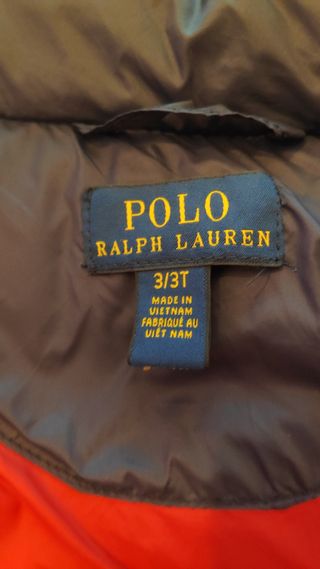 POLO
RALPH LAUREN
3/3T
MADE IN
VIETNAM
FABRIQUÉ AU
VIÊT NAM